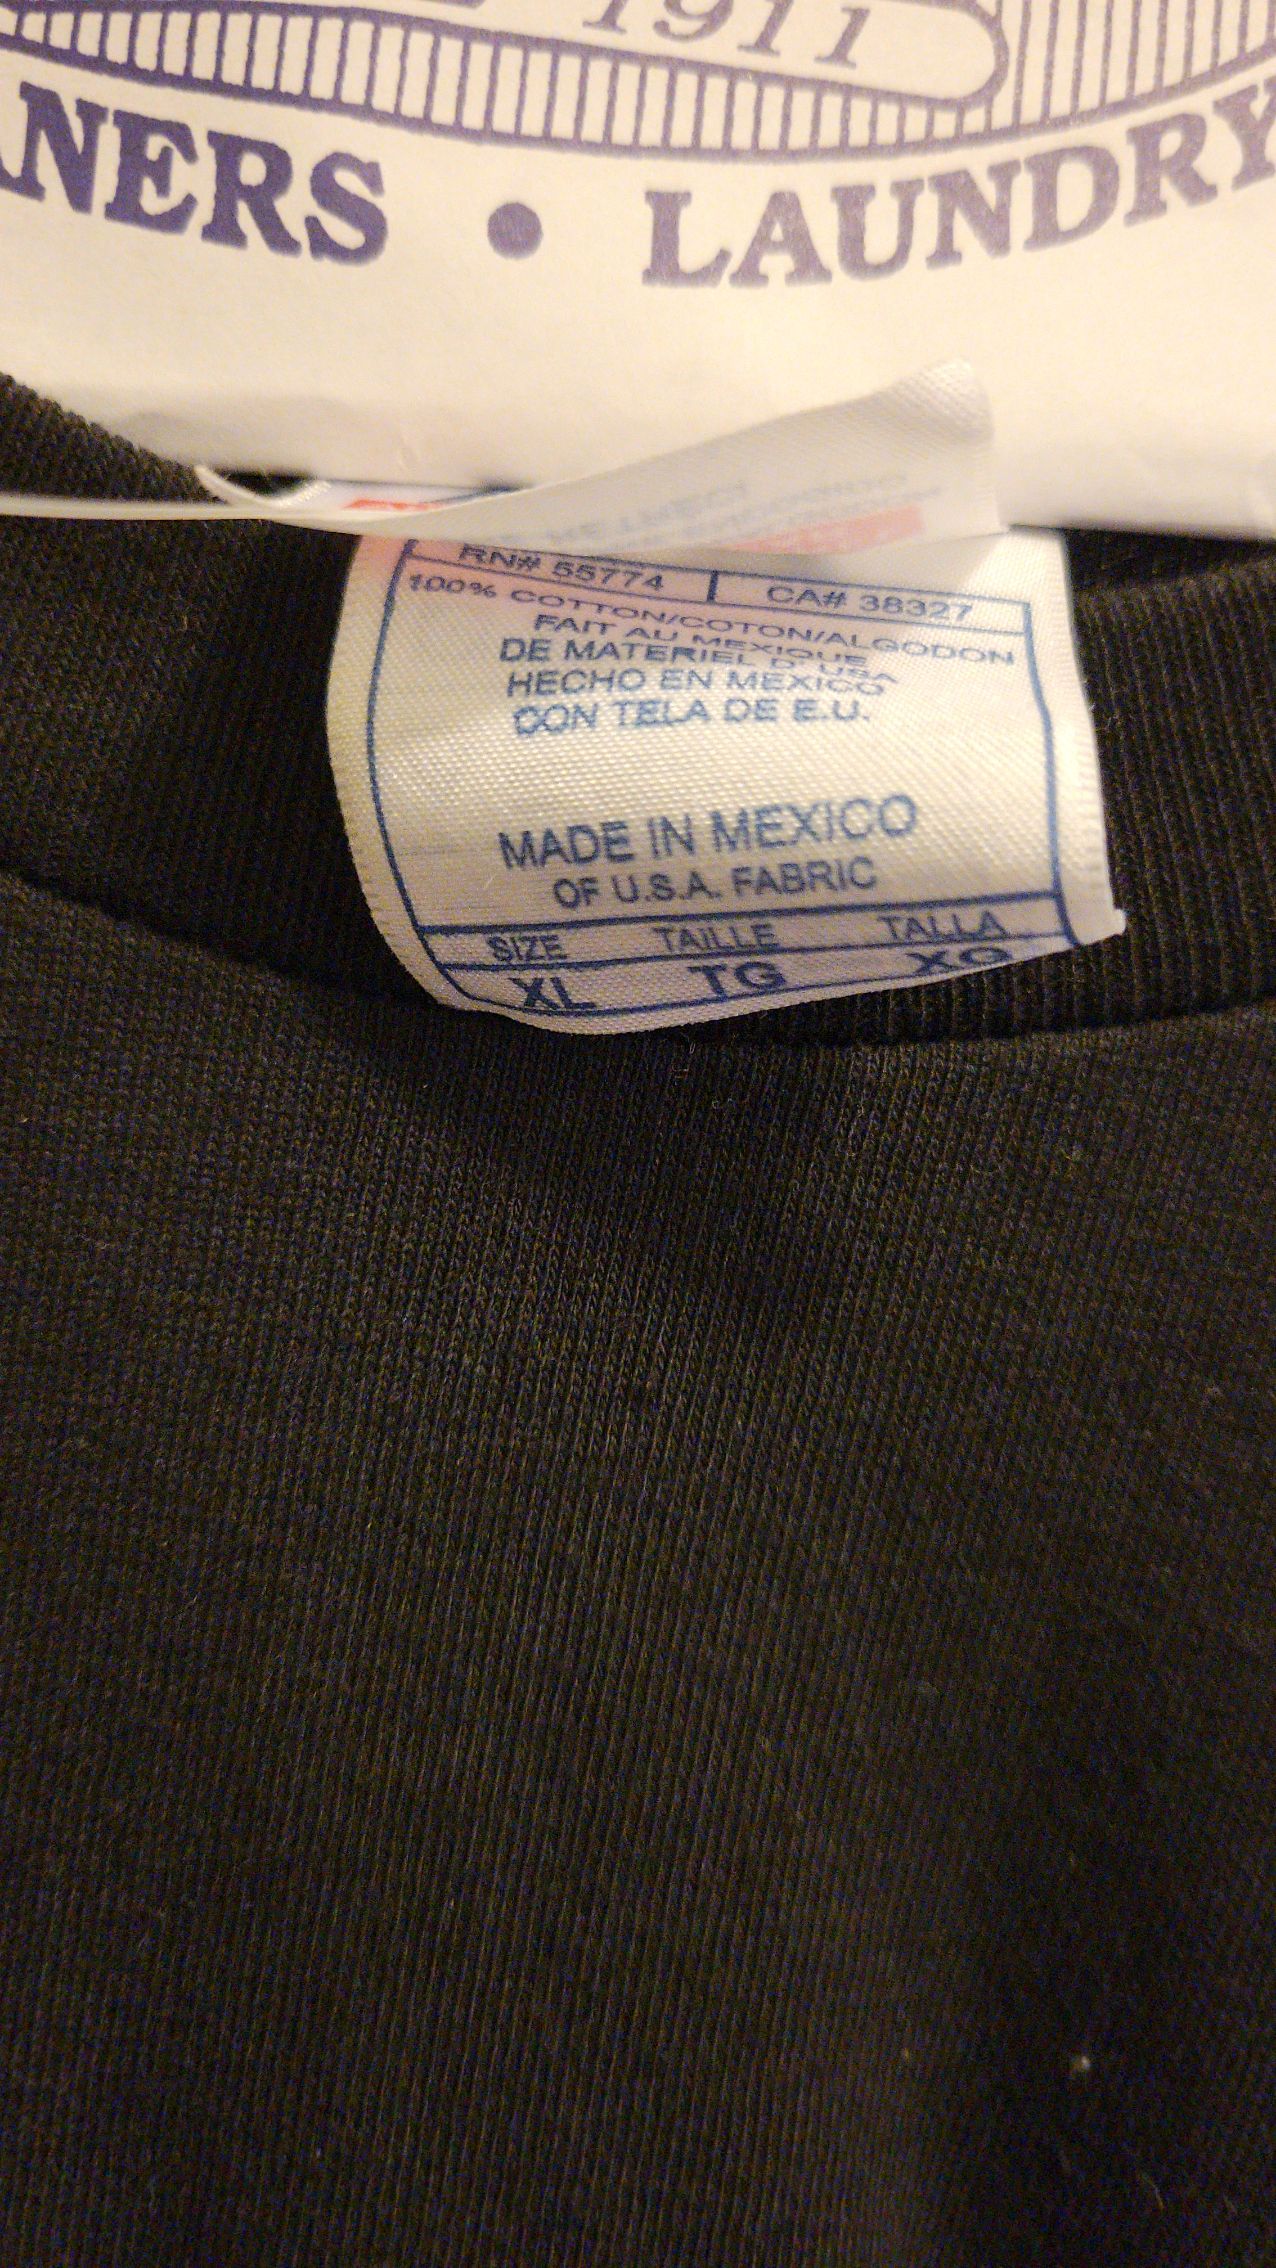 1911
NERS • LAUNDRY
RN# 55774 CA# 38327
100% COTTON/COTON/ALGODON
FAIT AU MEXIQUE
DE MATERIEL D' USA
HECHO EN MEXICO
CON TELA DE E.U.
MADE IN MEXICO
OF U.S.A. FABRIC
SIZE TAILLE TALLA
XL TG XG